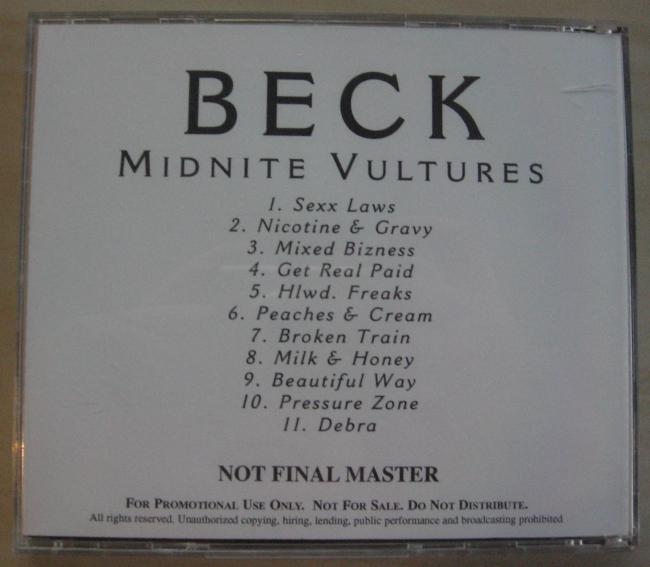 BECK
MIDNITE VULTURES
1. Sexx Laws
2. Nicotine & Gravy
3. Mixed Bizness
4. Get Real Paid
5. Hlwd. Freaks
6. Peaches & Cream
7. Broken Train
8. Milk & Honey
9. Beautiful Way
10. Pressure Zone
11. Debra
NOT FINAL MASTER
FOR PROMOTIONAL USE ONLY. NOT FOR SALE. DO NOT DISTRIBUTE.
All rights reserved. Unauthorized copying, hiring, lending, public performance and broadcasting prohibited